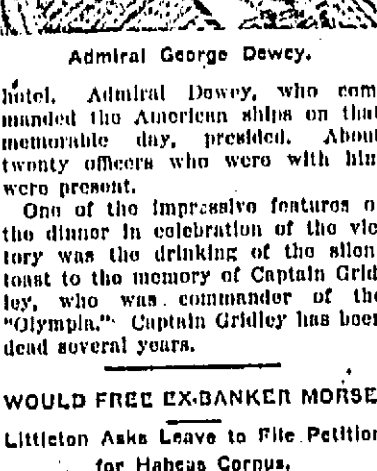 Admiral George Dewey.
hotel. Admiral Dewey, who com
manded the American ships on that
memorable day, presided. About
twenty officers who were with him
were present.
One of the impressive features o
the dinner in celebration of the vic
tory was the drinking of the silen
toast to the memory of Captain Grid
ley, who was commander of the
"Olympia." Captain Gridley has been
dead several years.
WOULD FREE EX-BANKER MORSE
Littleton Asks Leave to File Petition
for Habeas Corpus.